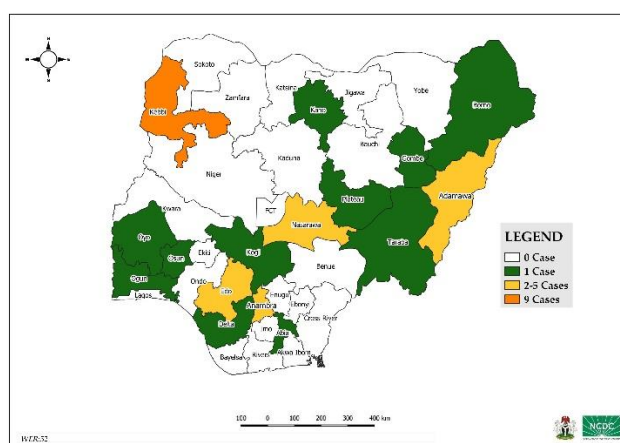 N
Sokoto
Katsina
Jigawa
Yobe
Borno
Zamfara
Kano
Kebbi
Bauchi
Gombe
Kaduna
Niger
Adamawa
Plateau
FCT
Nasarawa
Kwara
Taraba
Oyo
Kogi
Benue
Osun
Ekiti
Ogun
Ondo
Edo
Enugu
Lagos
Anambra
Ebonyi
Cross River
Delta
Imo
Abia
Bayelsa
Rivers
Akwa Ibom
LEGEND
0 Case
1 Case
2-5 Cases
9 Cases
100 0 100 200 300 400 km
WER:52
NCDC